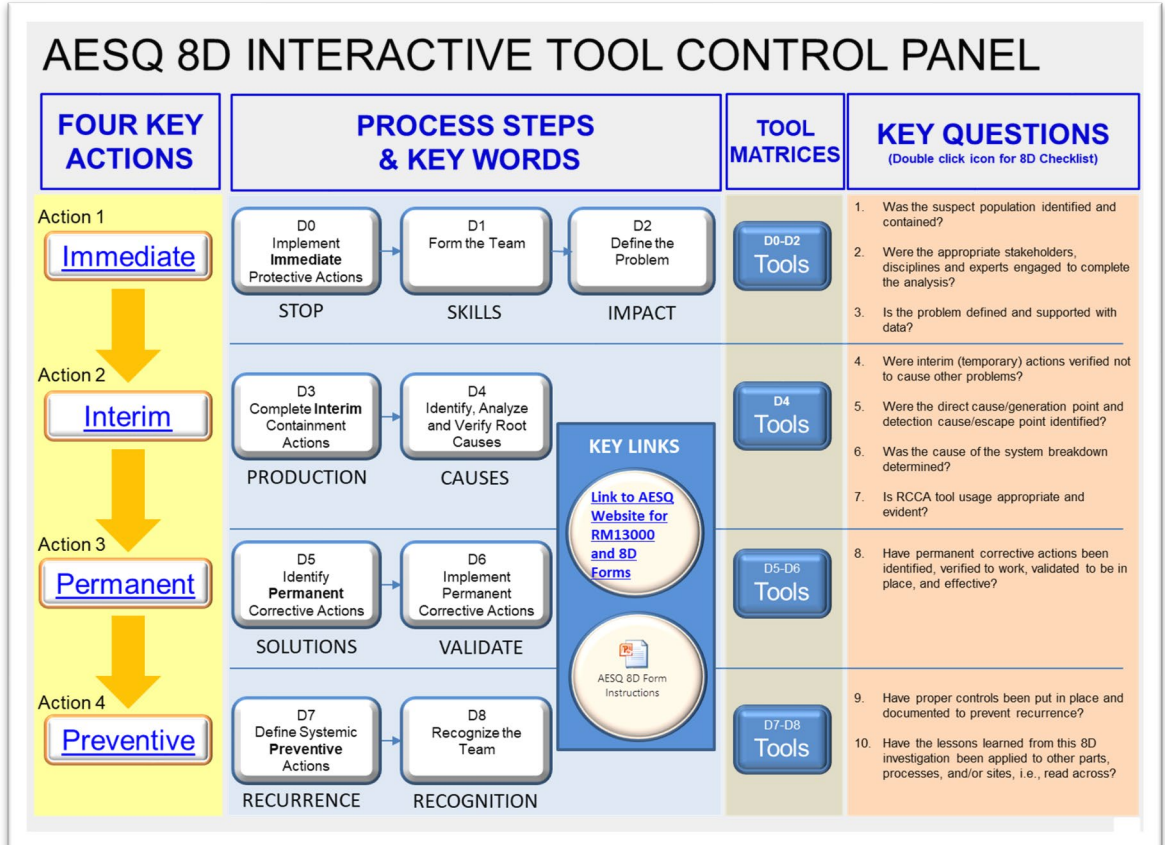 AESQ 8D INTERACTIVE TOOL CONTROL PANEL
FOUR KEY
ACTIONS
PROCESS STEPS
& KEY WORDS
TOOL
MATRICES
KEY QUESTIONS
(Double click icon for 8D Checklist)
Action 1
Immediate
D0
Implement
Immediate
Protective Actions
STOP
D1
Form the Team
SKILLS
D2
Define the
Problem
IMPACT
D0-D2
Tools
1. Was the suspect population identified and
contained?
2. Were the appropriate stakeholders,
disciplines and experts engaged to complete
the analysis?
3. Is the problem defined and supported with
data?
Action 2
Interim
D3
Complete Interim
Containment
Actions
PRODUCTION
D4
Identify, Analyze
and Verify Root
Causes
CAUSES
D4
Tools
4. Were interim (temporary) actions verified not
to cause other problems?
5. Were the direct cause/generation point and
detection cause/escape point identified?
6. Was the cause of the system breakdown
determined?
7. Is RCCA tool usage appropriate and
evident?
KEY LINKS
Link to AESQ
Website for
RM13000
and 8D
Forms
AESQ 8D Form
Instructions
Action 3
Permanent
D5
Identify
Permanent
Corrective Actions
SOLUTIONS
D6
Implement
Permanent
Corrective Actions
VALIDATE
D5-D6
Tools
8. Have permanent corrective actions been
identified, verified to work, validated to be in
place, and effective?
Action 4
Preventive
D7
Define Systemic
Preventive
Actions
RECURRENCE
D8
Recognize the
Team
RECOGNITION
D7-D8
Tools
9. Have proper controls been put in place and
documented to prevent recurrence?
10. Have the lessons learned from this 8D
investigation been applied to other parts,
processes, and/or sites, i.e., read across?